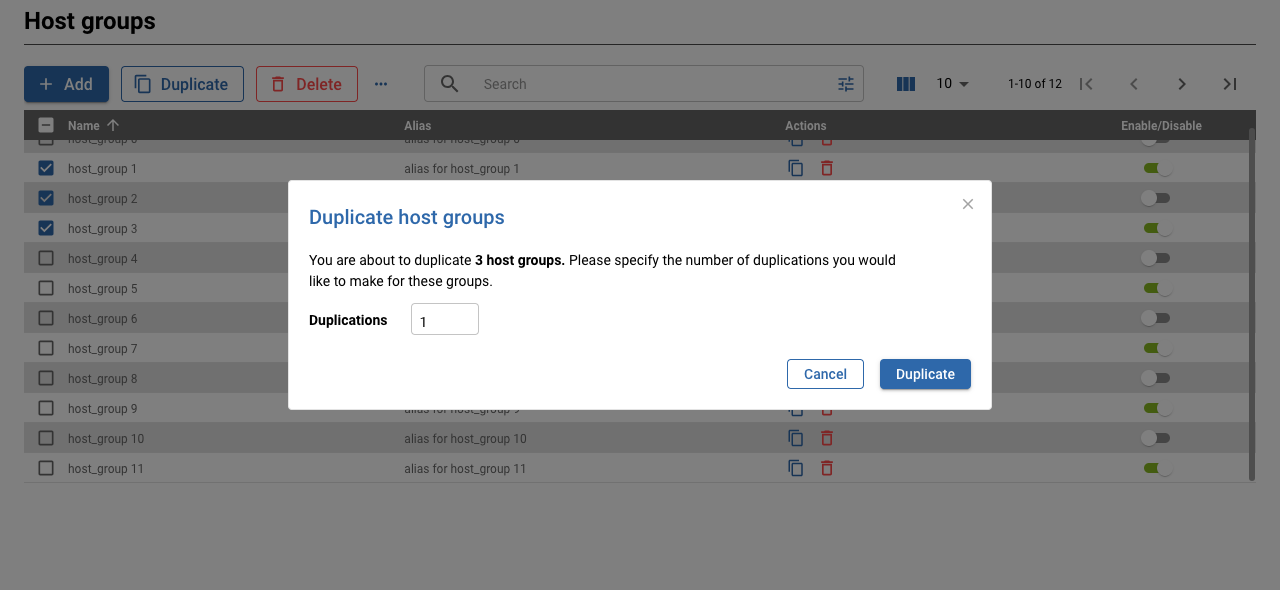 Host groups
Add Duplicate Delete Search 10 1-10 of 12
Name Alias Actions Enable/Disable
host_group 0 alias for host_group 0
host_group 1 alias for host_group 1
host_group 2
Duplicate host groups
host_group 3
host_group 4
You are about to duplicate 3 host groups. Please specify the number of duplications you would
like to make for these groups.
host_group 5
host_group 6
Duplications 1
host_group 7
host_group 8
Cancel Duplicate
host_group 9 alias for host_group 9
host_group 10 alias for host_group 10
host_group 11 alias for host_group 11